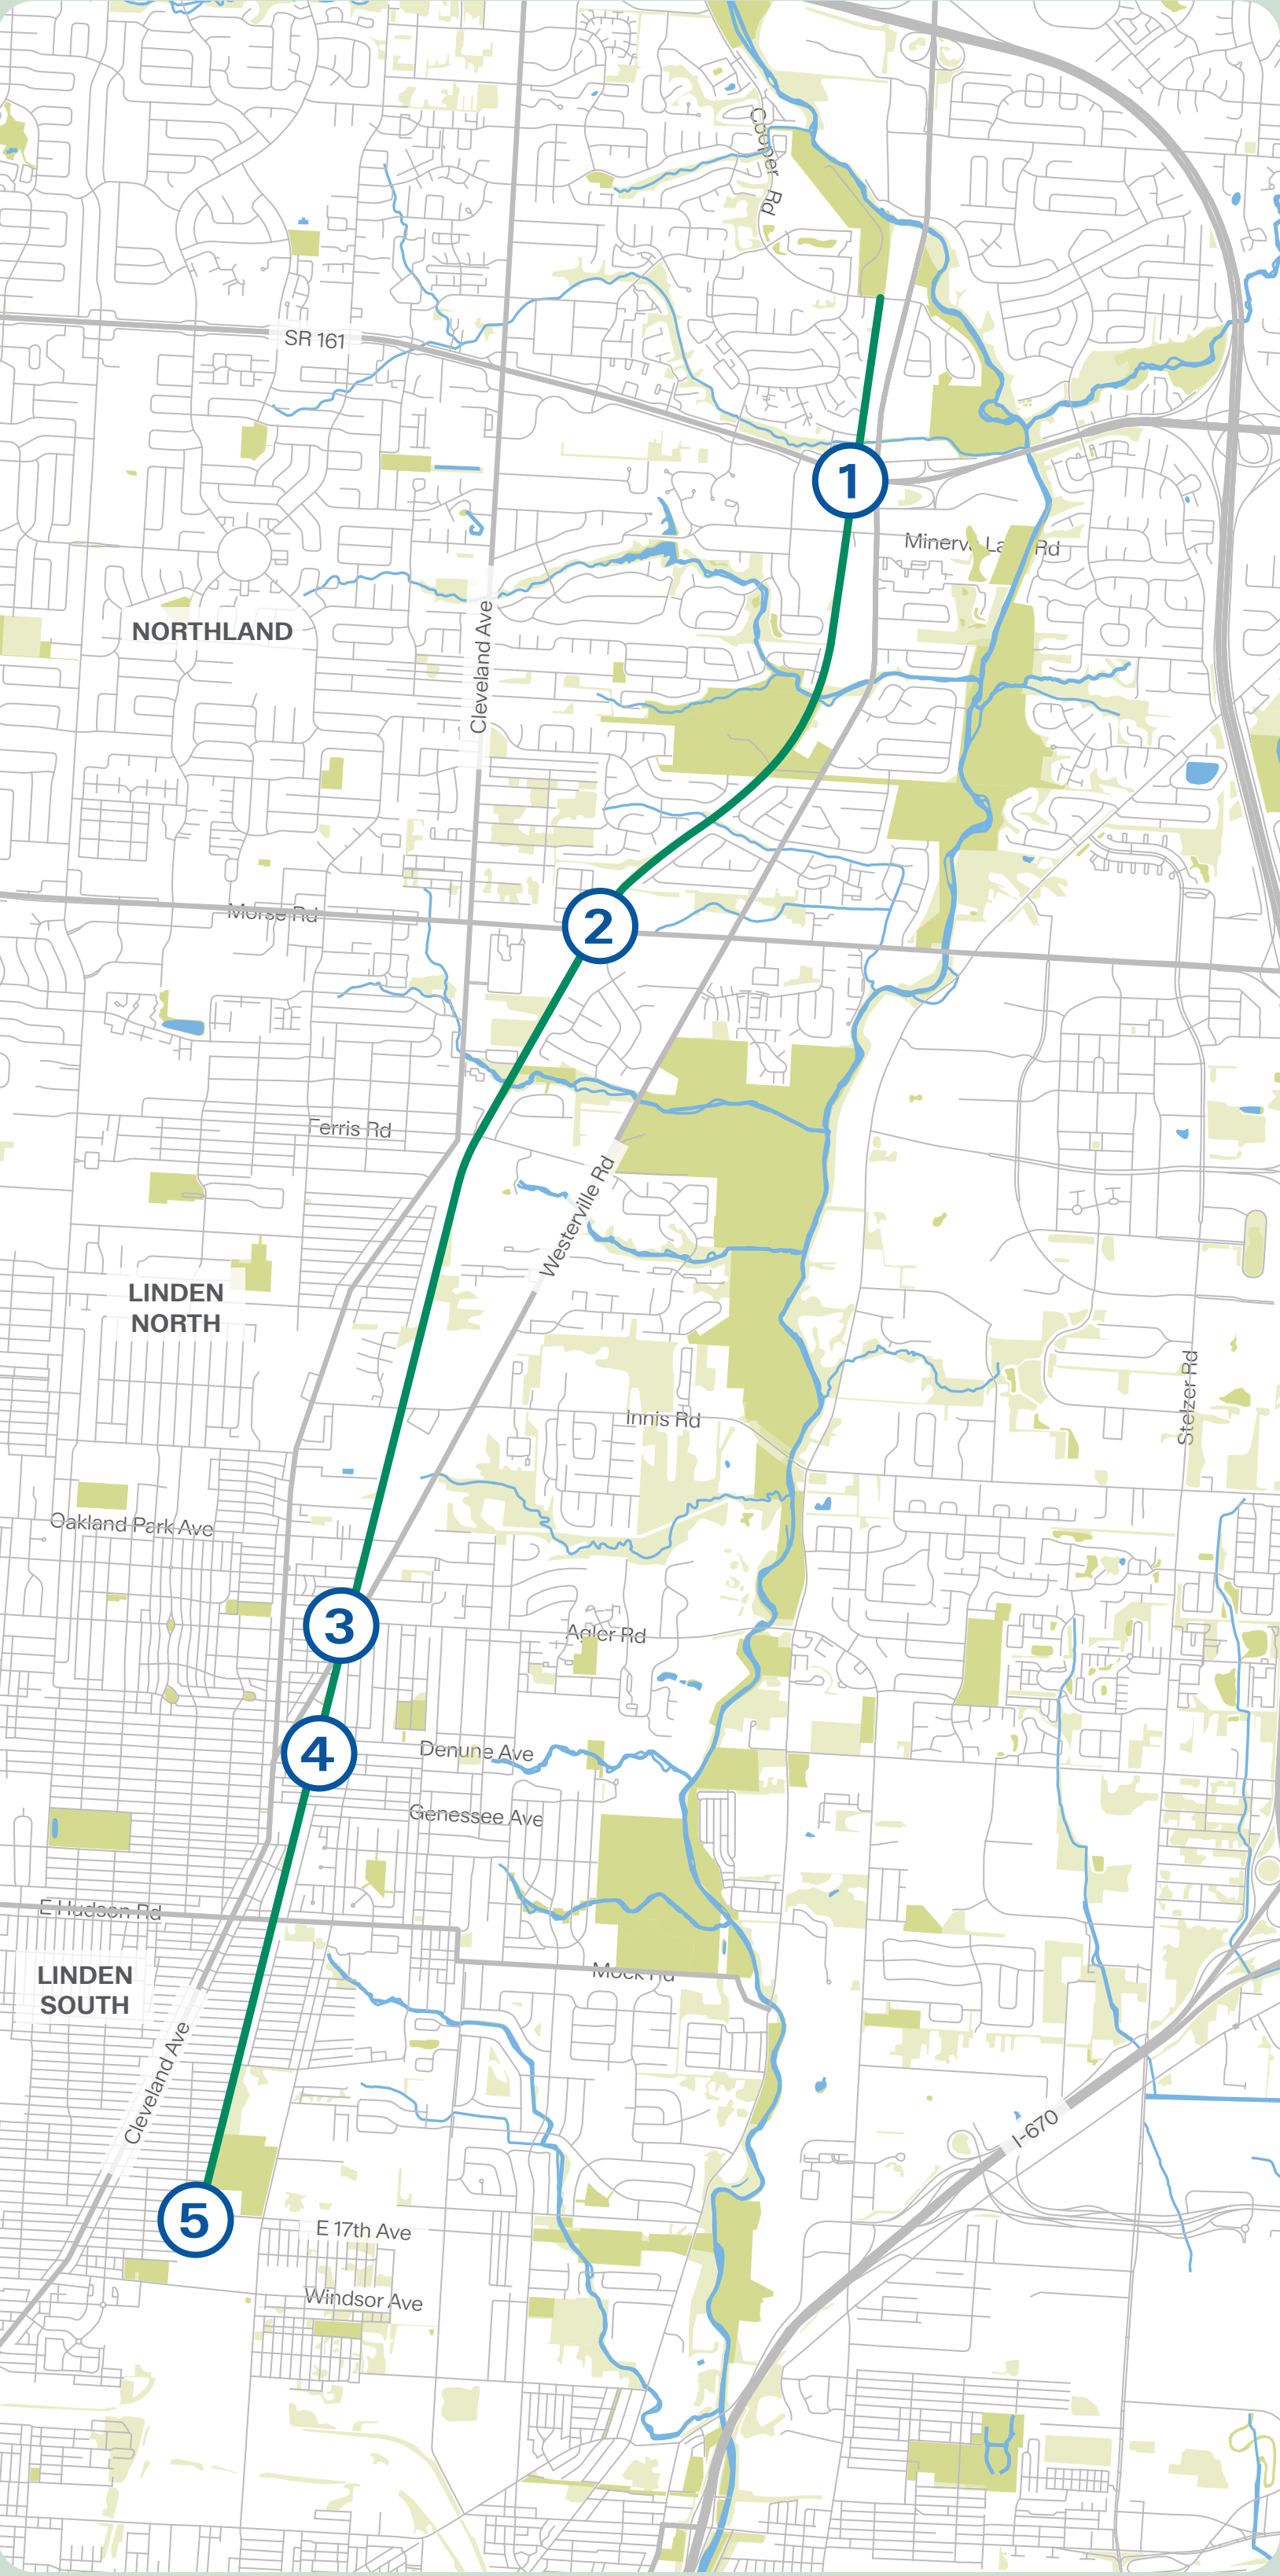 Cooper Rd
SR 161
1
Minerva Lake Rd
NORTHLAND
Cleveland Ave
Morse Rd
2
Ferris Rd
Westerville Rd
LINDEN
NORTH
Stelzer Rd
Innis Rd
Oakland Park Ave
3
Agler Rd
4
Denune Ave
Genessee Ave
E Hudson Rd
LINDEN
SOUTH
Mock Rd
Cleveland Ave
I-670
5
E 17th Ave
Windsor Ave